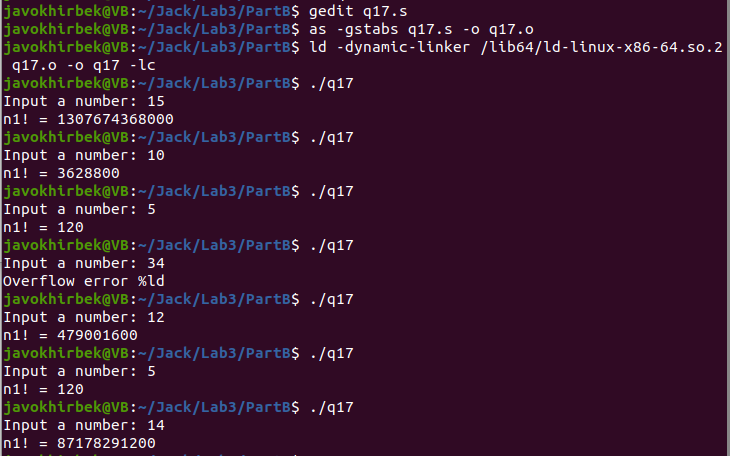 javokhirbek@VB:~/Jack/Lab3/PartB$ gedit q17.s
javokhirbek@VB:~/Jack/Lab3/PartB$ as -gstabs q17.s -o q17.o
javokhirbek@VB:~/Jack/Lab3/PartB$ ld -dynamic-linker /lib64/ld-linux-x86-64.so.2
 q17.o -o q17 -lc
javokhirbek@VB:~/Jack/Lab3/PartB$ ./q17
Input a number: 15
n1! = 1307674368000
javokhirbek@VB:~/Jack/Lab3/PartB$ ./q17
Input a number: 10
n1! = 3628800
javokhirbek@VB:~/Jack/Lab3/PartB$ ./q17
Input a number: 5
n1! = 120
javokhirbek@VB:~/Jack/Lab3/PartB$ ./q17
Input a number: 34
Overflow error %ld
javokhirbek@VB:~/Jack/Lab3/PartB$ ./q17
Input a number: 12
n1! = 479001600
javokhirbek@VB:~/Jack/Lab3/PartB$ ./q17
Input a number: 5
n1! = 120
javokhirbek@VB:~/Jack/Lab3/PartB$ ./q17
Input a number: 14
n1! = 87178291200